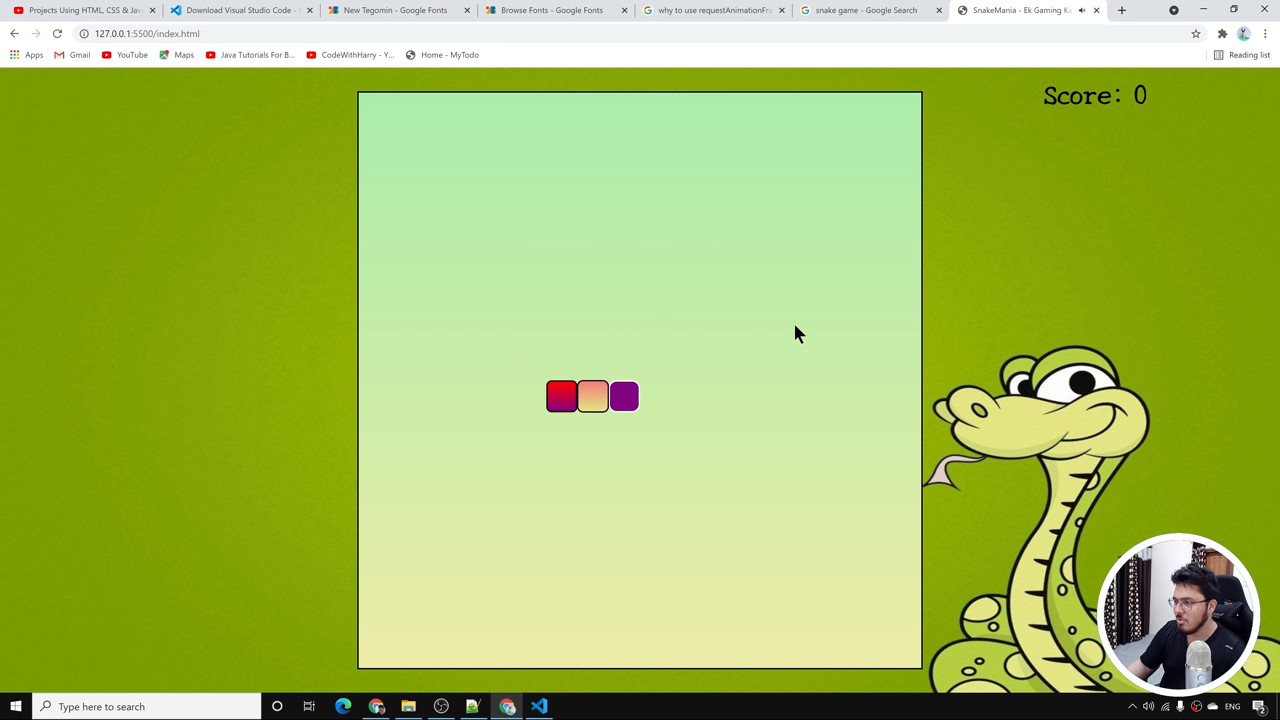 Projects Using HTML, CSS & Jav
Download Visual Studio Code -
New Tegomin - Google Fonts
Browse Fonts - Google Fonts
why to use requestAnimationFra
snake game - Google Search
SnakeMania - Ek Gaming Ka
127.0.0.1:5500/index.html
Apps
Gmail
YouTube
Maps
Java Tutorials For B...
CodeWithHarry - Y...
Home - MyTodo
Reading list
Score: 0
Type here to search
ENG
2